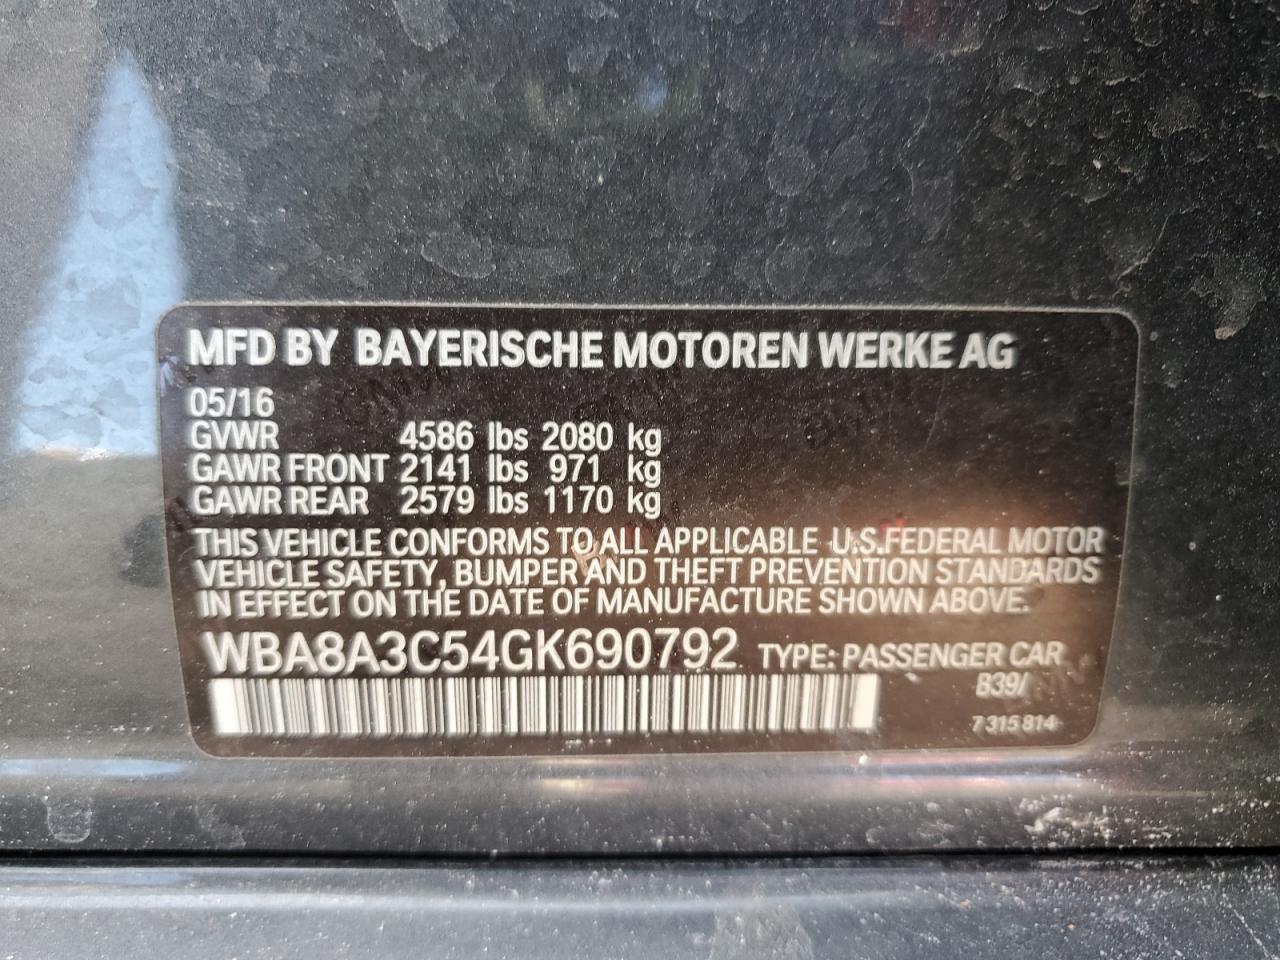 MFD BY BAYERISCHE MOTOREN WERKE AG
05/16
GVWR 4586 lbs 2080 kg
GAWR FRONT 2141 lbs 971 kg
GAWR REAR 2579 lbs 1170 kg
THIS VEHICLE CONFORMS TO ALL APPLICABLE U.S.FEDERAL MOTOR
VEHICLE SAFETY, BUMPER AND THEFT PREVENTION STANDARDS
IN EFFECT ON THE DATE OF MANUFACTURE SHOWN ABOVE.
WBA8A3C54GK690792 TYPE: PASSENGER CAR
B39/
7 315 814